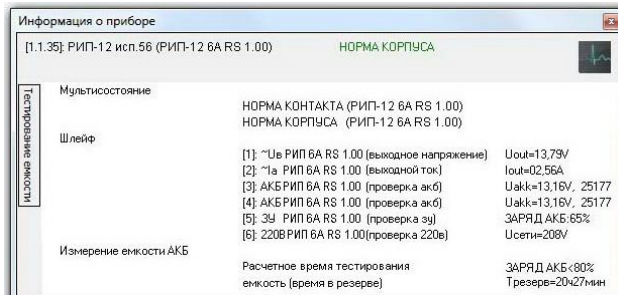 Информация о приборе
[1.1.35]: РИП-12 исп.56 (РИП-12 6А RS 1.00) НОРМА КОРПУСА
Тестирование емкости
Мультисостояние
НОРМА КОНТАКТА (РИП-12 6А RS 1.00)
НОРМА КОРПУСА (РИП-12 6А RS 1.00)
Шлейф
[1]: ~Uв РИП 6А RS 1.00 (выходное напряжение) Uout=13,79V
[2]: ~Iа РИП 6А RS 1.00 (выходной ток) Iout=02,56A
[3]: АКБ РИП 6А RS 1.00 (проверка акб) Uakk=13,16V, 25177
[4]: АКБ РИП 6А RS 1.00 (проверка акб) Uakk=13,16V, 25177
[5]: ЗУ РИП 6А RS 1.00 (проверка зу) ЗАРЯД АКБ:65%
[6]: 220В РИП 6А RS 1.00(проверка 220в) Uсети=208V
Измерение емкости АКБ
Расчетное время тестирования ЗАРЯД АКБ<80%
емкость (время в резерве) Трезерв=20ч27мин